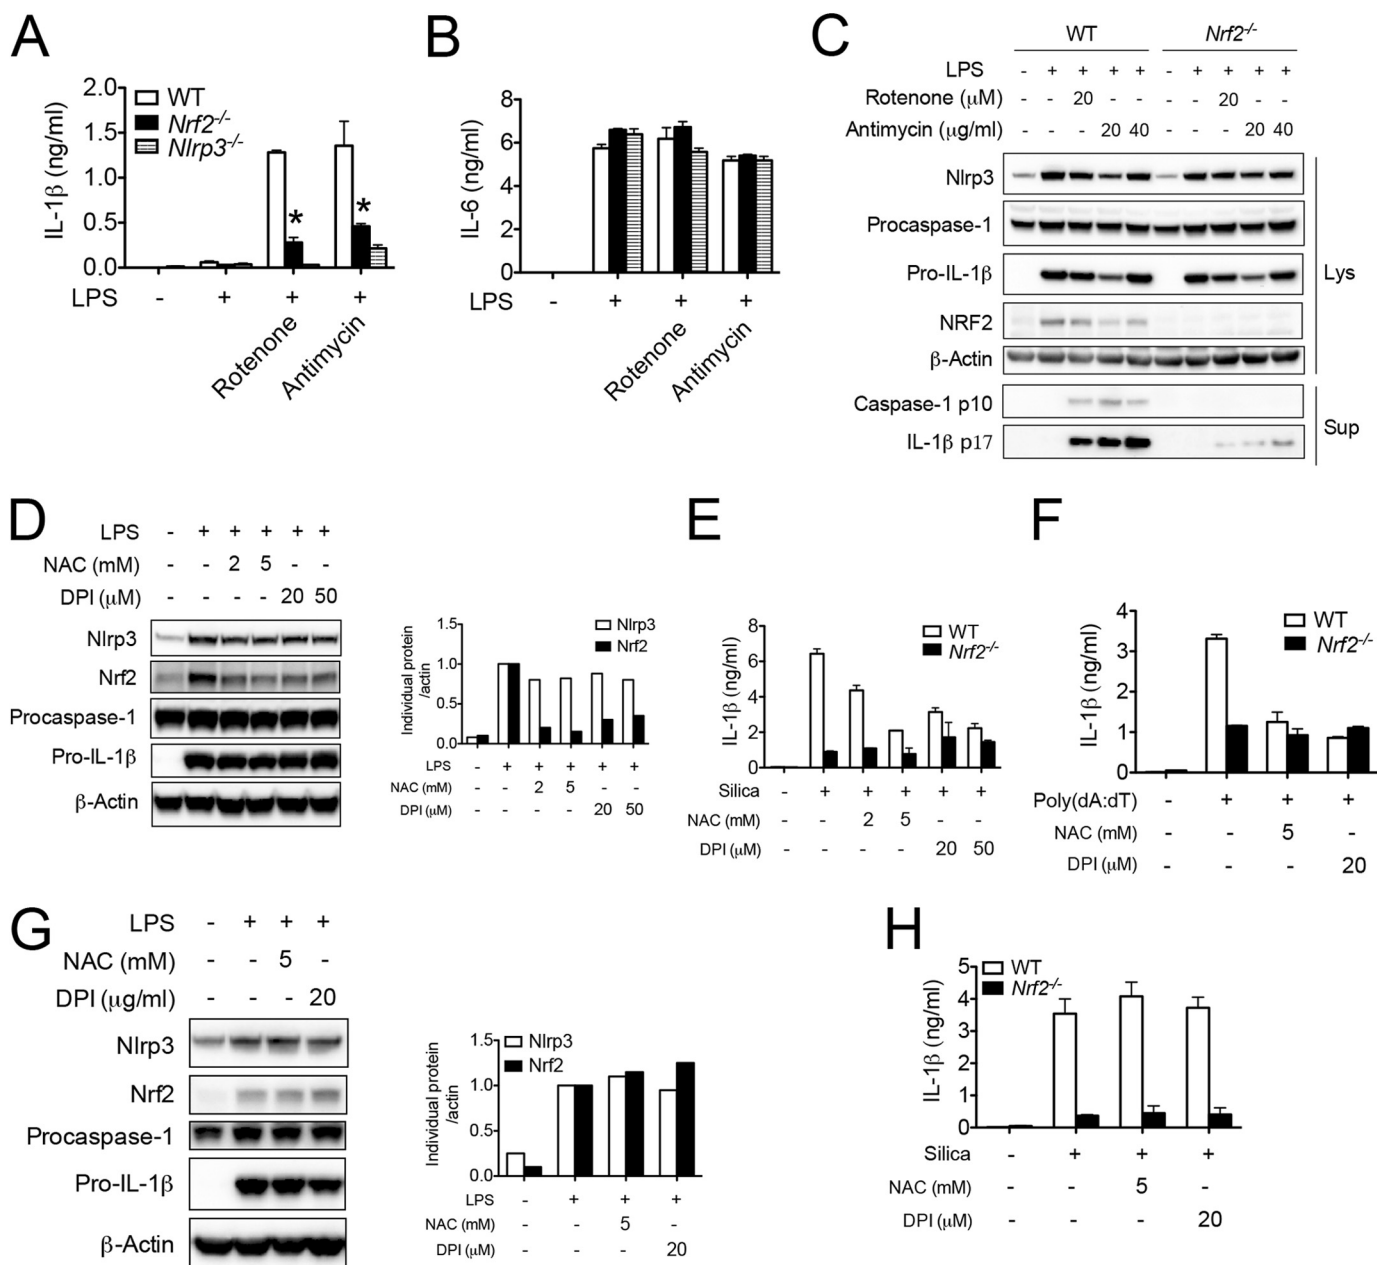 A
IL-1β (ng/ml)
2.0
1.5
1.0
0.5
0.0
WT
Nrf2-/-
Nlrp3-/-
* *
LPS - + + +
Rotenone
Antimycin
B
IL-6 (ng/ml)
8
6
4
2
0
LPS - + + +
Rotenone
Antimycin
C
WT Nrf2-/-
LPS - + + + + - + + + +
Rotenone (μM) - - 20 - - - - 20 - -
Antimycin (μg/ml) - - - 20 40 - - - 20 40
Nlrp3
Procaspase-1
Pro-IL-1β
NRF2
β-Actin
Lys
Caspase-1 p10
IL-1β p17
Sup
D
LPS - + + + + +
NAC (mM) - - 2 5 - -
DPI (μM) - - - - 20 50
Nlrp3
Nrf2
Procaspase-1
Pro-IL-1β
β-Actin
Individual protein
/actin
1.5
1.0
0.5
0.0
Nlrp3
Nrf2
LPS - + + + + +
NAC (mM) - - 2 5 - -
DPI (μM) - - - - 20 50
E
IL-1β (ng/ml)
8
6
4
2
0
WT
Nrf2-/-
Silica - + + + + +
NAC (mM) - - 2 5 - -
DPI (μM) - - - - 20 50
F
IL-1β (ng/ml)
4
3
2
1
0
WT
Nrf2-/-
Poly(dA:dT) - + + +
NAC (mM) - - 5 -
DPI (μM) - - - 20
G
LPS - + + +
NAC (mM) - - 5 -
DPI (μg/ml) - - - 20
Nlrp3
Nrf2
Procaspase-1
Pro-IL-1β
β-Actin
Individual protein
/actin
1.5
1.0
0.5
0.0
Nlrp3
Nrf2
LPS - + + +
NAC (mM) - - 5 -
DPI (μM) - - - 20
H
IL-1β (ng/ml)
5
4
3
2
1
0
WT
Nrf2-/-
Silica - + + +
NAC (mM) - - 5 -
DPI (μM) - - - 20